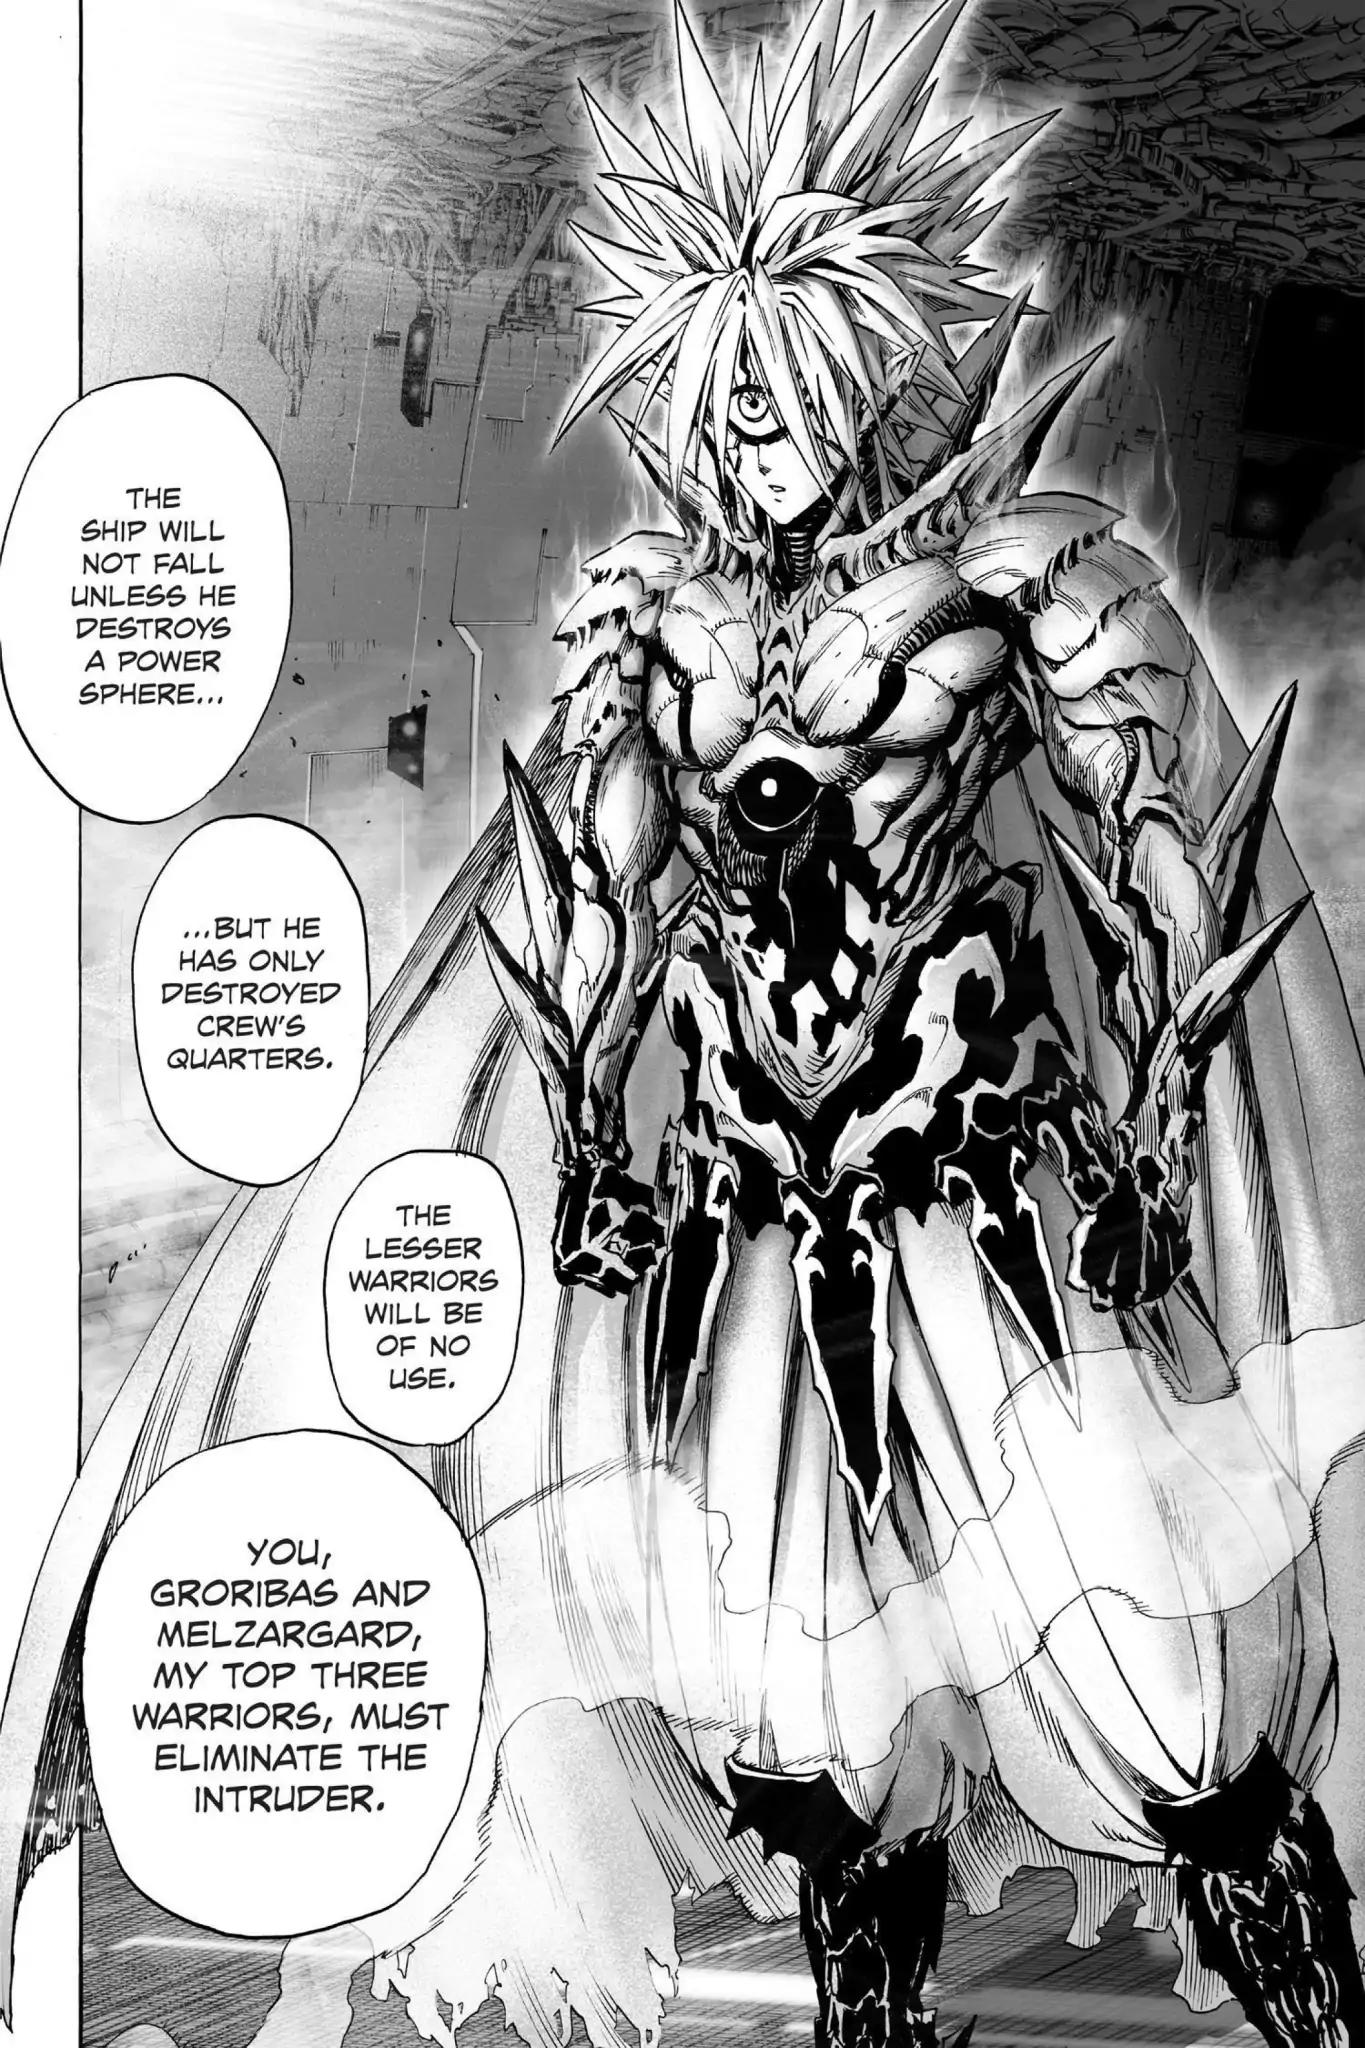 THE
SHIP WILL
NOT FALL
UNLESS HE
DESTROYS
A POWER
SPHERE...
...BUT HE
HAS ONLY
DESTROYED
CREW'S
QUARTERS.
THE
LESSER
WARRIORS
WILL BE
OF NO
USE.
YOU,
GRORIBAS AND
MELZARGARD,
MY TOP THREE
WARRIORS, MUST
ELIMINATE THE
INTRUDER.